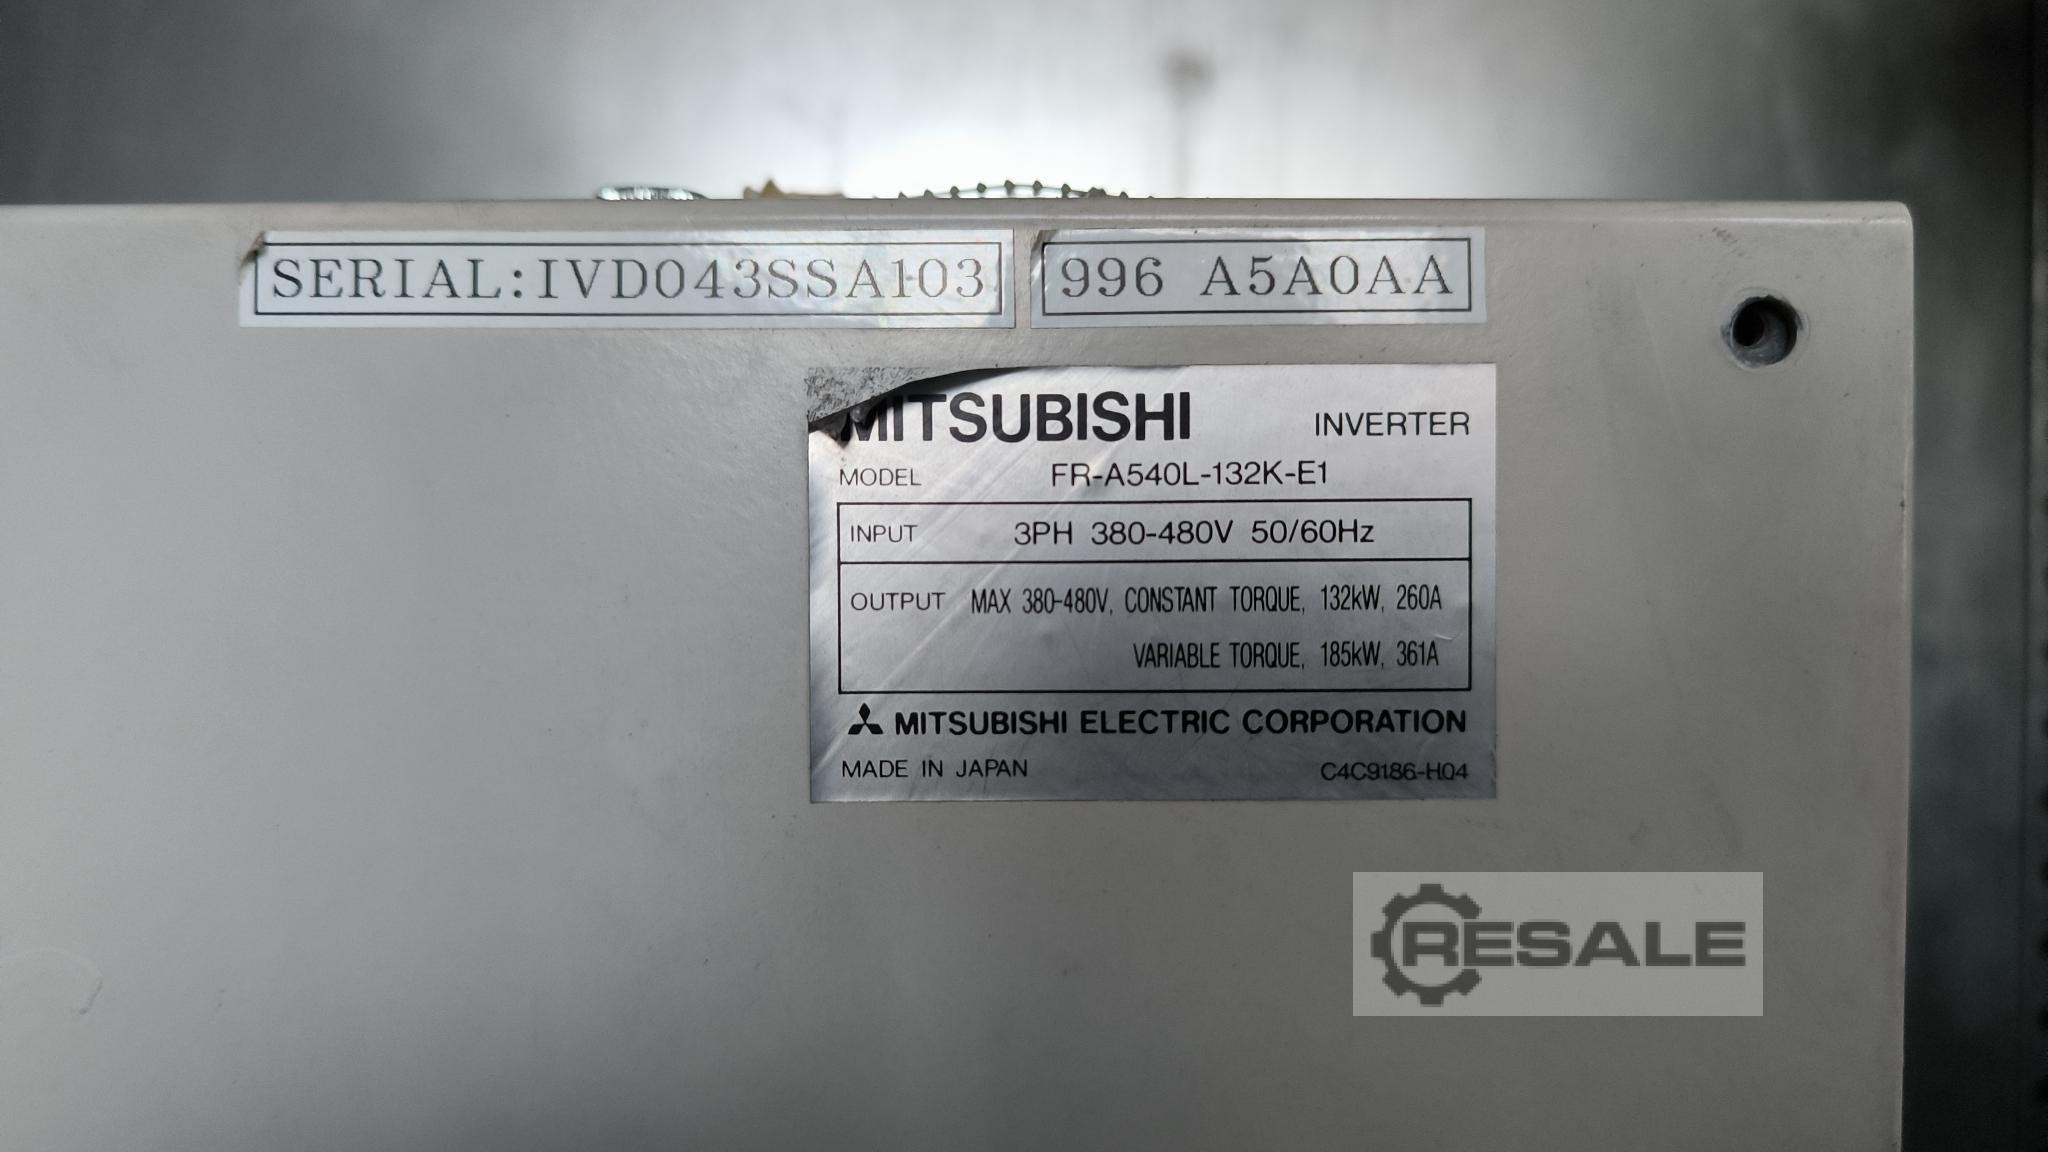 SERIAL:IVD043SSA103
996 A5A0AA
MITSUBISHI INVERTER
MODEL FR-A540L-132K-E1
INPUT 3PH 380-480V 50/60Hz
OUTPUT MAX 380-480V, CONSTANT TORQUE, 132kW, 260A
VARIABLE TORQUE, 185kW, 361A
MITSUBISHI ELECTRIC CORPORATION
MADE IN JAPAN C4C9186-H04
RESALE